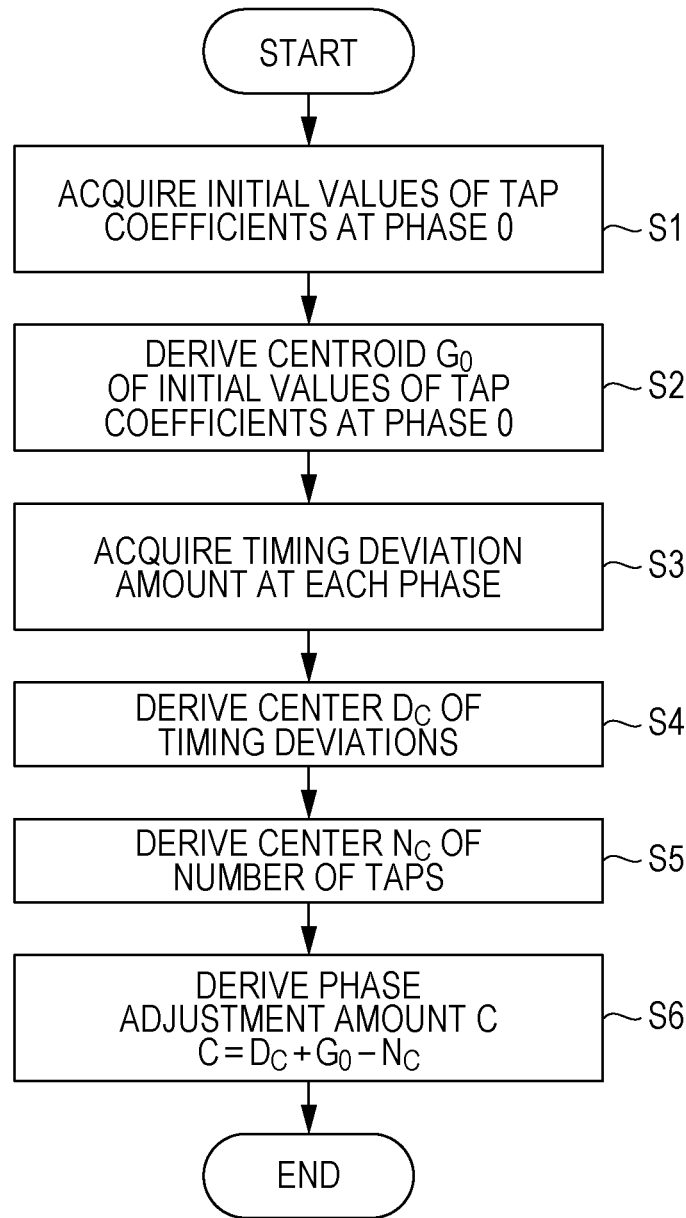 START
ACQUIRE INITIAL VALUES OF TAP
COEFFICIENTS AT PHASE 0
S1
DERIVE CENTROID G0
OF INITIAL VALUES OF TAP
COEFFICIENTS AT PHASE 0
S2
ACQUIRE TIMING DEVIATION
AMOUNT AT EACH PHASE
S3
DERIVE CENTER DC OF
TIMING DEVIATIONS
S4
DERIVE CENTER NC OF
NUMBER OF TAPS
S5
DERIVE PHASE
ADJUSTMENT AMOUNT C
C = DC + G0 – NC
S6
END